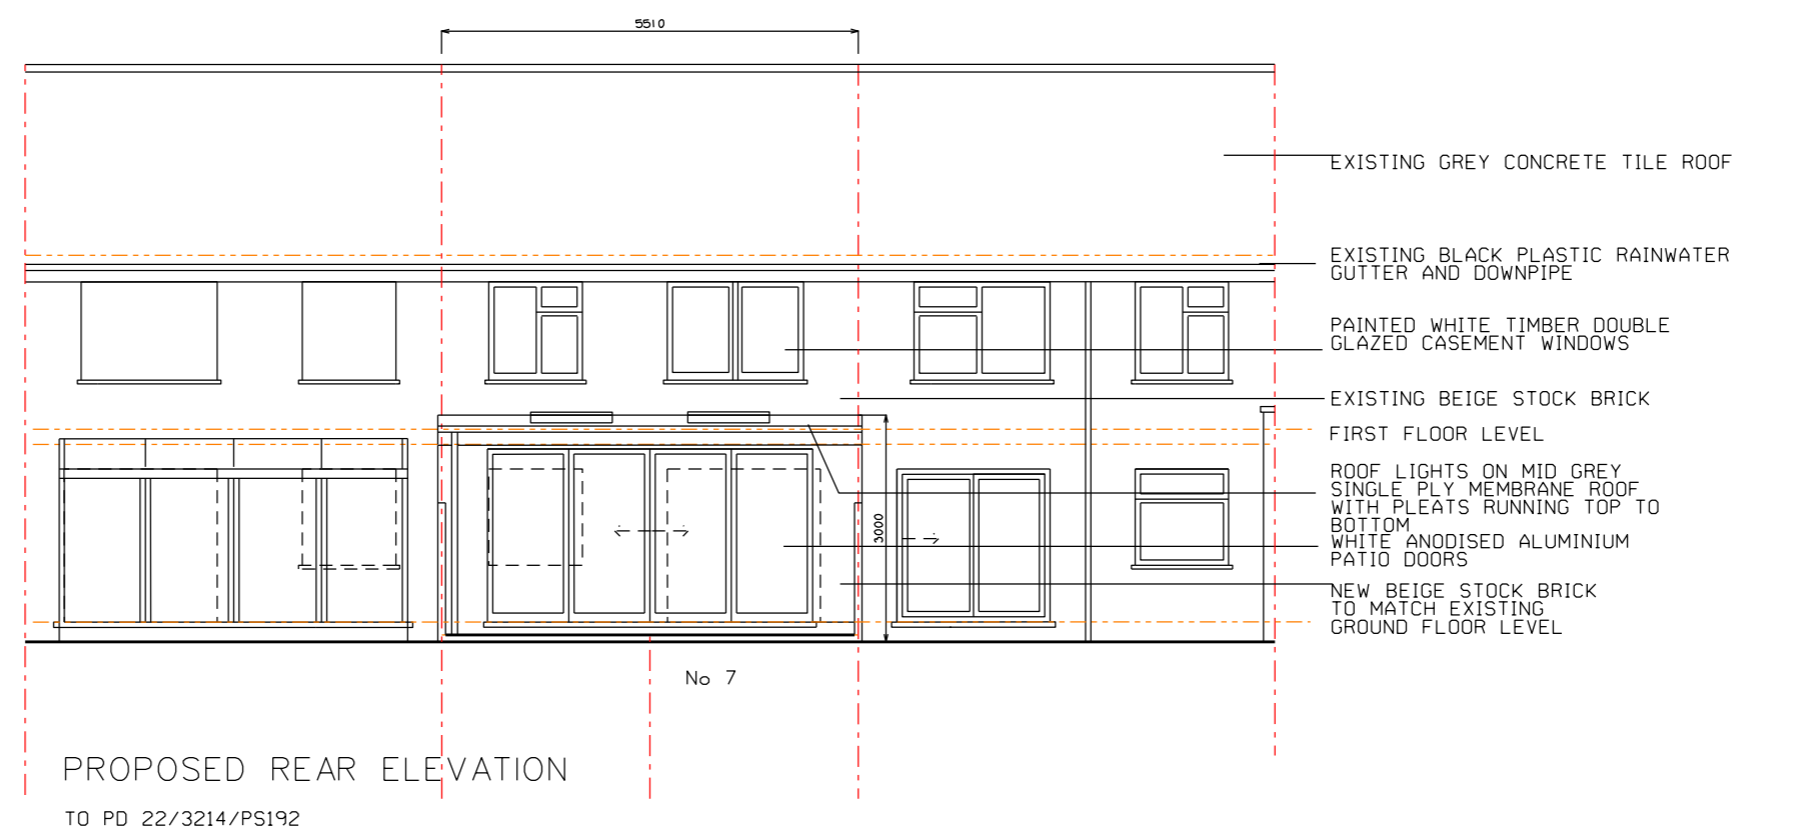 5510
EXISTING GREY CONCRETE TILE ROOF
EXISTING BLACK PLASTIC RAINWATER
GUTTER AND DOWNPIPE
PAINTED WHITE TIMBER DOUBLE
GLAZED CASEMENT WINDOWS
EXISTING BEIGE STOCK BRICK
FIRST FLOOR LEVEL
ROOF LIGHTS ON MID GREY
SINGLE PLY MEMBRANE ROOF
WITH PLEATS RUNNING TOP TO
BOTTOM
WHITE ANODISED ALUMINIUM
PATIO DOORS
3000
NEW BEIGE STOCK BRICK
TO MATCH EXISTING
GROUND FLOOR LEVEL
No 7
PROPOSED REAR ELEVATION
TO PD 22/3214/PS192